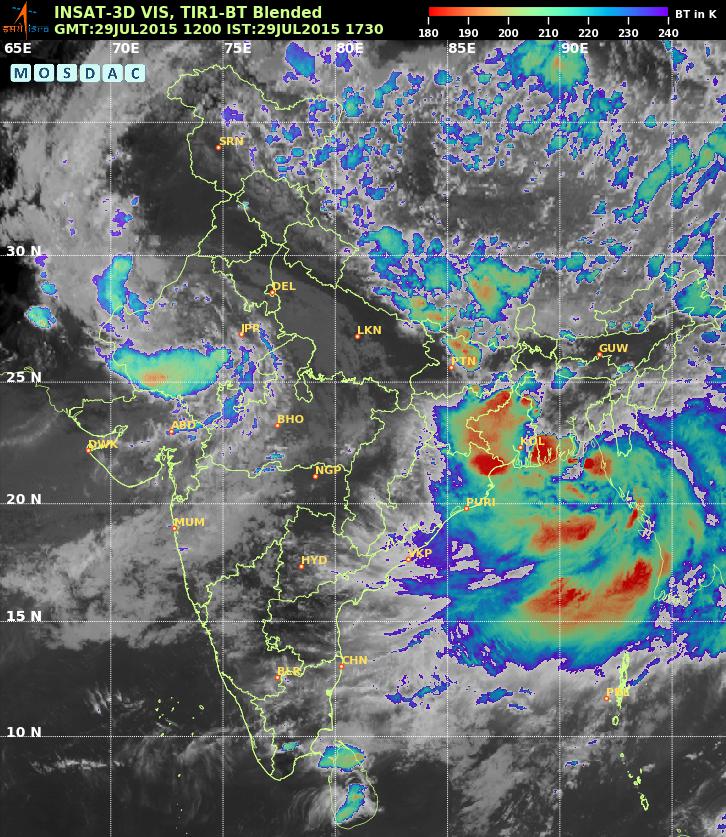 INSAT-3D VIS, TIR1-BT Blended
GMT:29JUL2015 1200 IST:29JUL2015 1730
BT in K
180 190 200 210 220 230 240
65E 70E 75E 80E 85E 90E
MOSDAC
SRN
30 N
DEL
JPR
LKN
GUW
PTN
25 N
ABD
BHO
DWK
KOL
NGP
20 N
PURI
MUM
VKP
HYD
15 N
CHN
BLR
10 N